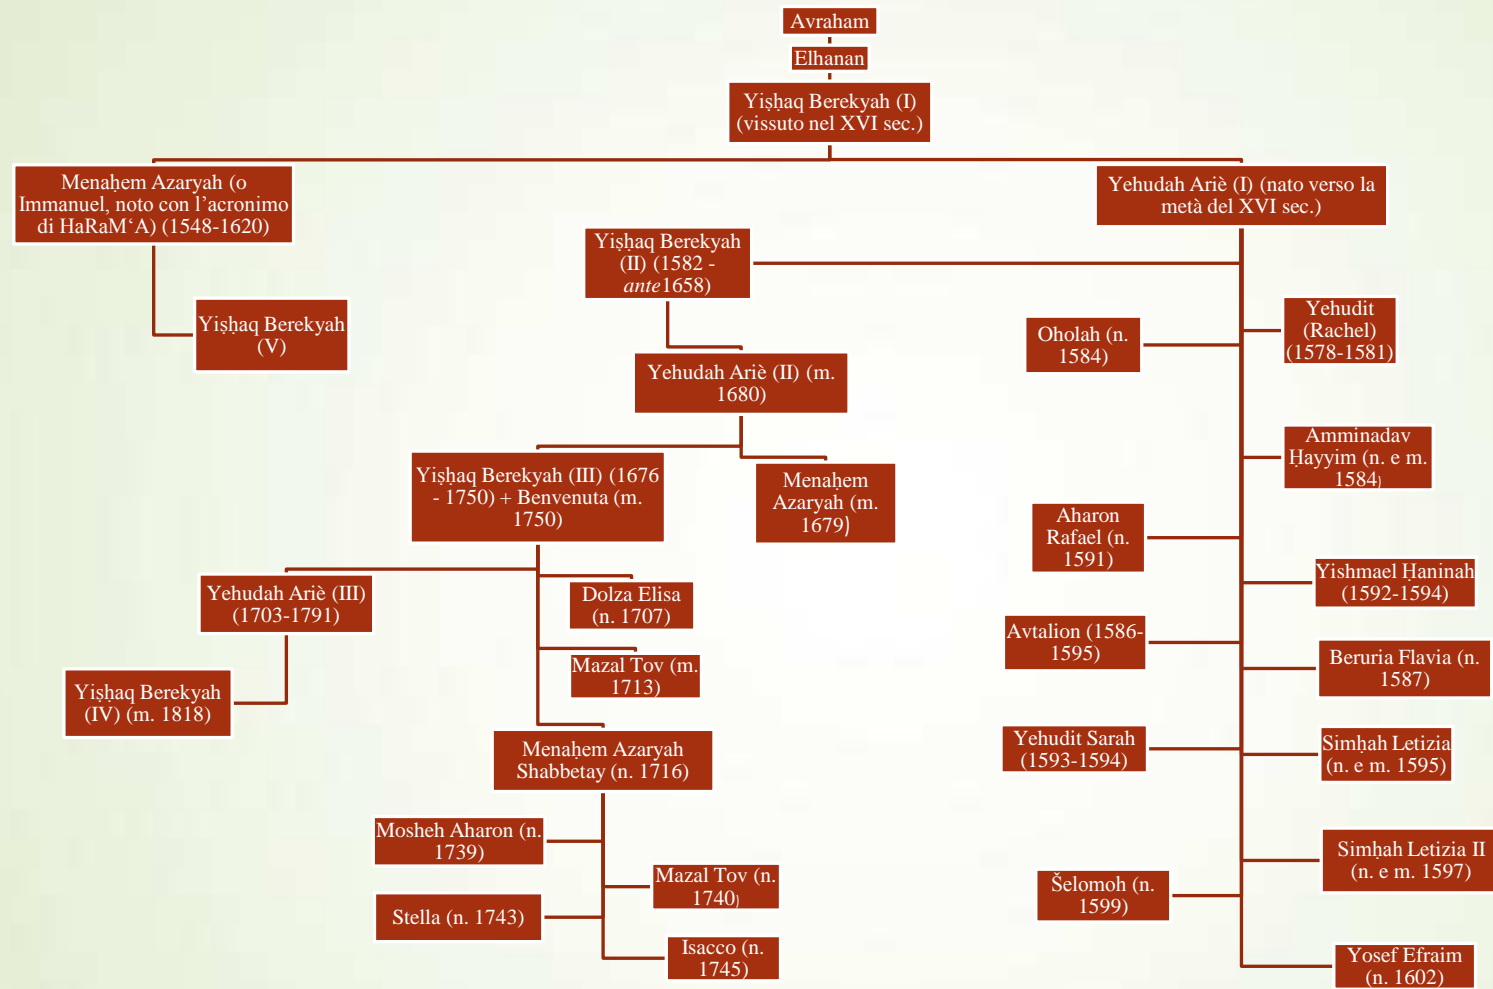 Avraham
Elhanan
Yiṣḥaq Berekyah (I)
(vissuto nel XVI sec.)
Menaḥem Azaryah (o
Immanuel, noto con l’acronimo
di HaRaM‘A) (1548-1620)
Yehudah Ariè (I) (nato verso la
metà del XVI sec.)
Yiṣḥaq Berekyah
(II) (1582 -
ante1658)
Yiṣḥaq Berekyah
(V)
Oholah (n.
1584)
Yehudit
(Rachel)
(1578-1581)
Yehudah Ariè (II) (m.
1680)
Amminadav
Ḥayyim (n. e m.
1584)
Yiṣḥaq Berekyah (III) (1676
- 1750) + Benvenuta (m.
1750)
Menaḥem
Azaryah (m.
1679)
Aharon
Rafael (n.
1591)
Yehudah Ariè (III)
(1703-1791)
Dolza Elisa
(n. 1707)
Yishmael Ḥaninah
(1592-1594)
Avtalion (1586-
1595)
Mazal Tov (m.
1713)
Beruria Flavia (n.
1587)
Yiṣḥaq Berekyah
(IV) (m. 1818)
Menaḥem Azaryah
Shabbetay (n. 1716)
Yehudit Sarah
(1593-1594)
Simḥah Letizia
(n. e m. 1595)
Mosheh Aharon (n.
1739)
Mazal Tov (n.
1740)
Simḥah Letizia II
(n. e m. 1597)
Stella (n. 1743)
Šelomoh (n.
1599)
Isacco (n.
1745)
Yosef Efraim
(n. 1602)